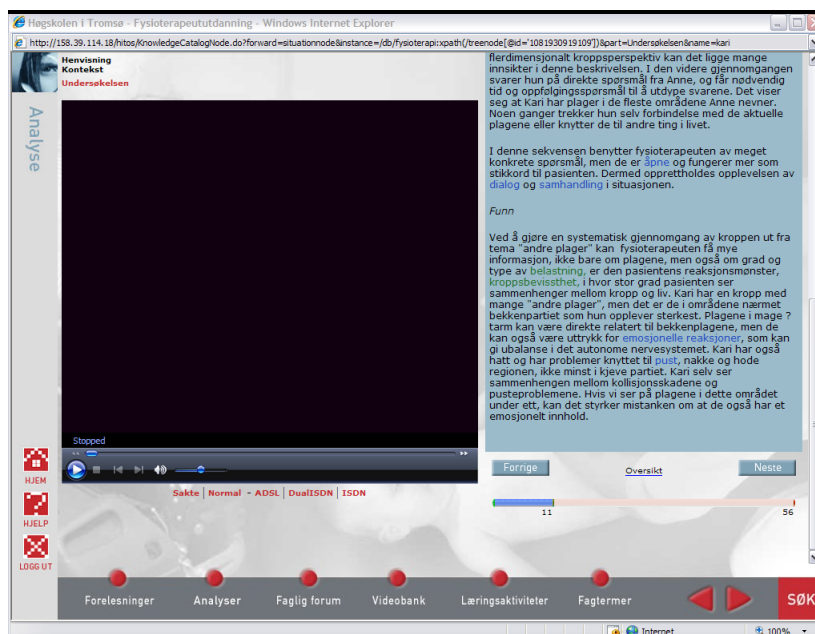 Høgskolen i Tromsø - Fysioterapeututdanning - Windows Internet Explorer
http://158.39.114.18/hitos/KnowledgeCatalogNode.do?forward=situationnode&instance=/db/fysioterapi:xpath(/treenode[@id='1081930919109'])&part=Undersøkelsen&name=kari
Henvisning
Kontekst
Undersøkelsen
Analyse
flerdimensjonalt kroppsperspektiv kan det ligge mange
innsikter i denne beskrivelsen. I den videre gjennomgangen
svarer hun på direkte spørsmål fra Anne, og får nødvendig
tid og oppfølgingsspørsmål til å utdype svarene. Det viser
seg at Kari har plager i de fleste områdene Anne nevner.
Noen ganger trekker hun selv forbindelse med de aktuelle
plagene eller knytter de til andre ting i livet.
I denne sekvensen benytter fysioterapeuten av meget
konkrete spørsmål, men de er åpne og fungerer mer som
stikkord til pasienten. Dermed opprettholdes opplevelsen av
dialog og samhandling i situasjonen.
Funn
Ved å gjøre en systematisk gjennomgang av kroppen ut fra
tema "andre plager" kan fysioterapeuten få mye
informasjon, ikke bare om plagene, men også om grad og
type av belastning, er den pasientens reaksjonsmønster,
kroppsbevissthet, i hvor stor grad pasienten ser
sammenhenger mellom kropp og liv. Kari har en kropp med
mange "andre plager", men det er de i områdene nærmet
bekkenpartiet som hun opplever sterkest. Plagene i mage ?
tarm kan være direkte relatert til bekkenplagene, men de
kan også være uttrykk for emosjonelle reaksjoner, som kan
gi ubalanse i det autonome nervesystemet. Kari har også
hatt og har problemer knyttet til pust, nakke og hode
regionen, ikke minst i kjeve partiet. Kari selv ser
sammenhengen mellom kollisjonsskadene og
pusteproblemene. Hvis vi ser på plagene i dette området
under ett, kan det styrker mistanken om at de også har et
emosjonelt innhold.
Stopped
Sakte | Normal - ADSL | DualISDN | ISDN
Forrige Oversikt Neste
11 56
HJEM
HJELP
LOGG UT
Forelesninger Analyser Faglig forum Videobank Læringsaktiviteter Fagtermer SØK
Internet 100%